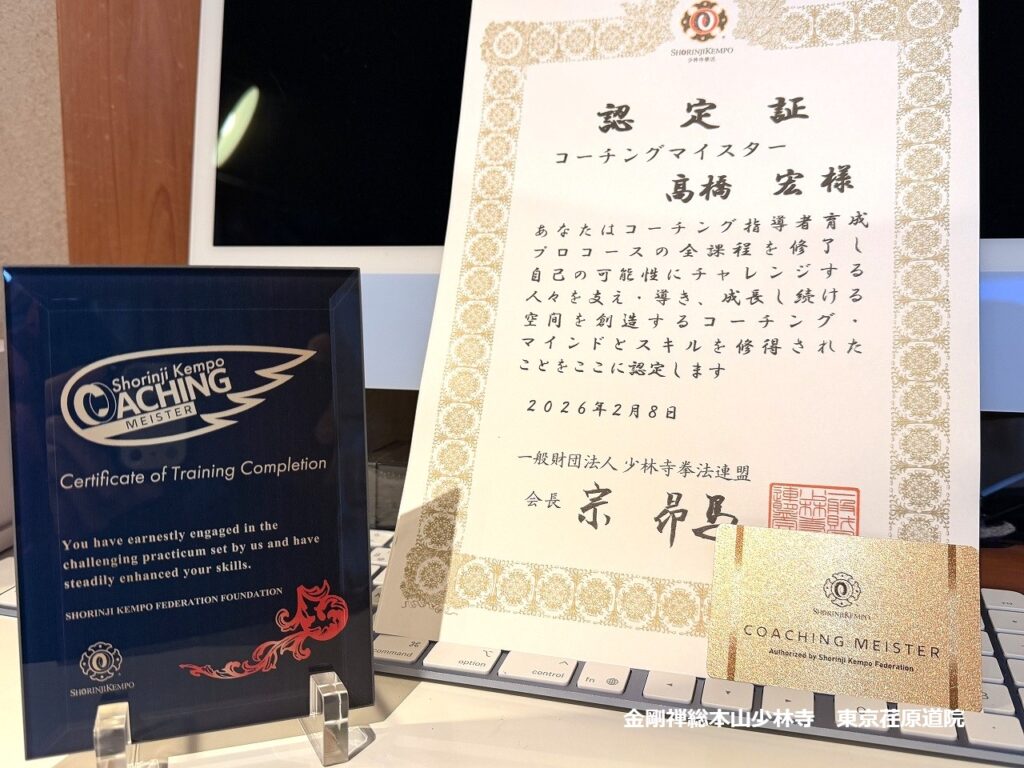 SHORINJIKEMPO
少林寺拳法
認定証
コーチングマイスター
髙橋 宏 様
あなたはコーチング指導者育成
プロコースの全課程を修了し
自己の可能性にチャレンジする
人々を支え・導き、成長し続ける
空間を創造するコーチング・
マインドとスキルを修得された
ことをここに認定します
2026年2月8日
一般財団法人 少林寺拳法連盟
会長 宗 昂馬
Shorinji Kempo
COACHING
MEISTER
Certificate of Training Completion
You have earnestly engaged in the
challenging practicum set by us and have
steadily enhanced your skills.
SHORINJI KEMPO FEDERATION FOUNDATION
SHORINJIKEMPO
SHORINJIKEMPO
COACHING MEISTER
Authorized by Shorinji Kempo Federation
command
option
control
fn
金剛禅総本山少林寺 東京荏原道院